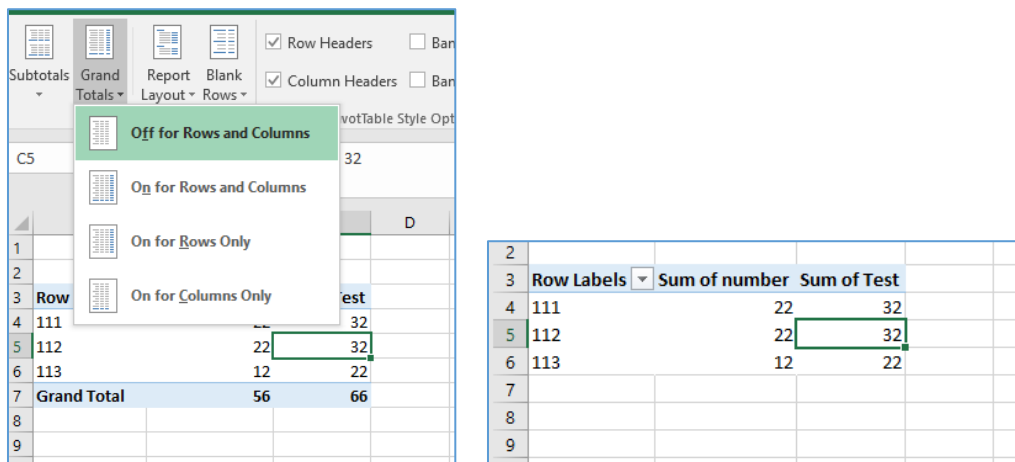 Subtotals Grand Totals Report Layout Blank Rows
Row Headers Ban
Column Headers Ban
votTable Style Opt
Off for Rows and Columns
On for Rows and Columns
On for Rows Only
On for Columns Only
C5 32
D
1
2
3 Row Test
4 111 32
5 112 22 32
6 113 12 22
7 Grand Total 56 66
8
9
2
3 Row Labels Sum of number Sum of Test
4 111 22 32
5 112 22 32
6 113 12 22
7
8
9